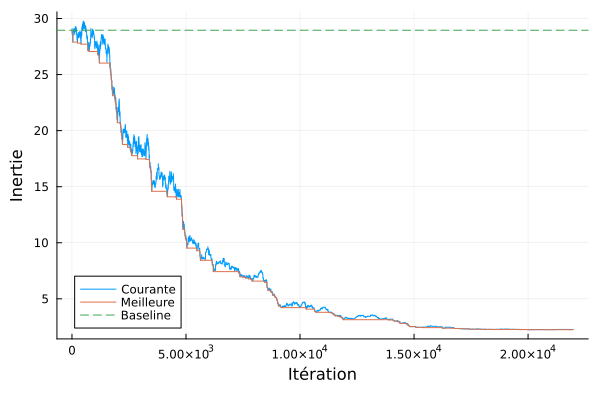 Inertie
30
25
20
15
10
5
Courante
Meilleure
Baseline
0
5.00×10³
1.00×10⁴
1.50×10⁴
2.00×10⁴
Itération